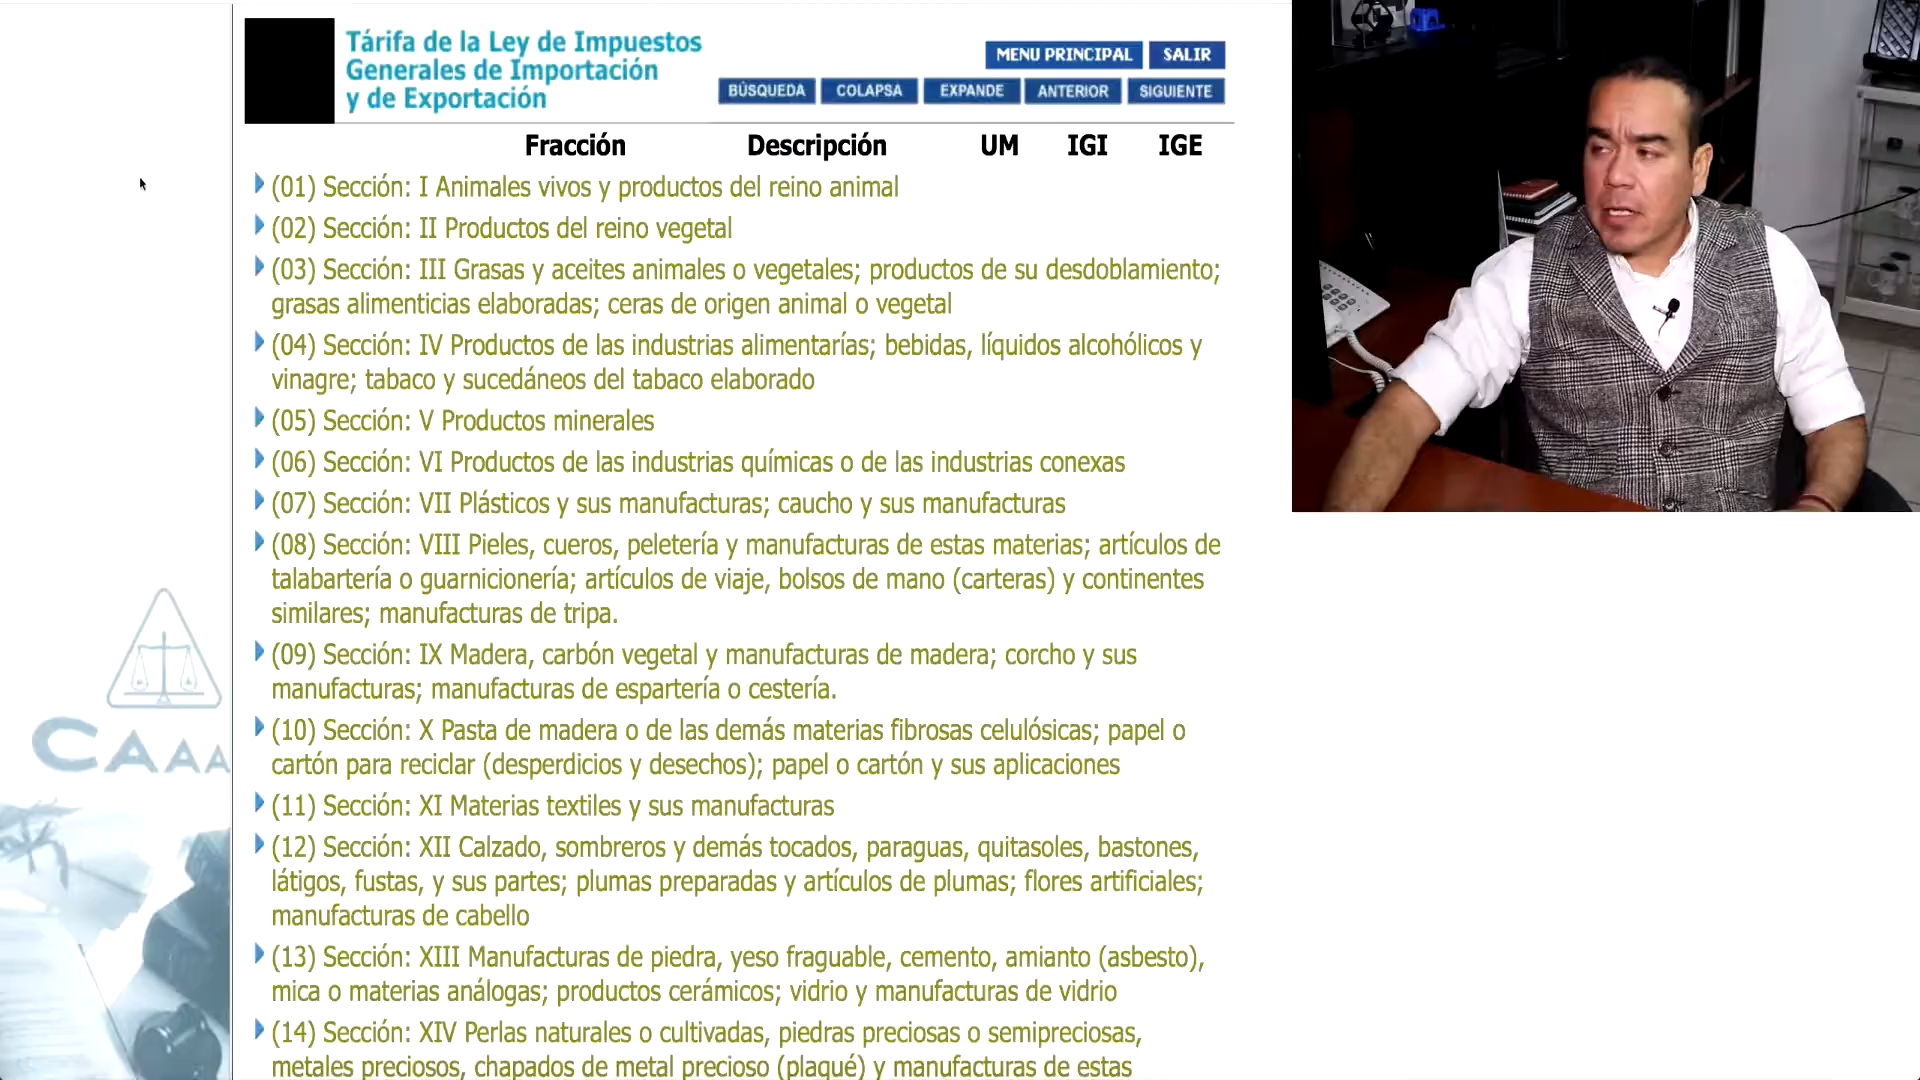 Tárifa de la Ley de Impuestos
Generales de Importación
y de Exportación
MENU PRINCIPAL
SALIR
BÚSQUEDA
COLAPSA
EXPANDE
ANTERIOR
SIGUIENTE
Fracción Descripción UM IGI IGE
(01) Sección: I Animales vivos y productos del reino animal
(02) Sección: II Productos del reino vegetal
(03) Sección: III Grasas y aceites animales o vegetales; productos de su desdoblamiento;
grasas alimenticias elaboradas; ceras de origen animal o vegetal
(04) Sección: IV Productos de las industrias alimentarías; bebidas, líquidos alcohólicos y
vinagre; tabaco y sucedáneos del tabaco elaborado
(05) Sección: V Productos minerales
(06) Sección: VI Productos de las industrias químicas o de las industrias conexas
(07) Sección: VII Plásticos y sus manufacturas; caucho y sus manufacturas
(08) Sección: VIII Pieles, cueros, peletería y manufacturas de estas materias; artículos de
talabartería o guarnicionería; artículos de viaje, bolsos de mano (carteras) y continentes
similares; manufacturas de tripa.
(09) Sección: IX Madera, carbón vegetal y manufacturas de madera; corcho y sus
manufacturas; manufacturas de espartería o cestería.
(10) Sección: X Pasta de madera o de las demás materias fibrosas celulósicas; papel o
cartón para reciclar (desperdicios y desechos); papel o cartón y sus aplicaciones
(11) Sección: XI Materias textiles y sus manufacturas
(12) Sección: XII Calzado, sombreros y demás tocados, paraguas, quitasoles, bastones,
látigos, fustas, y sus partes; plumas preparadas y artículos de plumas; flores artificiales;
manufacturas de cabello
(13) Sección: XIII Manufacturas de piedra, yeso fraguable, cemento, amianto (asbesto),
mica o materias análogas; productos cerámicos; vidrio y manufacturas de vidrio
(14) Sección: XIV Perlas naturales o cultivadas, piedras preciosas o semipreciosas,
metales preciosos, chapados de metal precioso (plaqué) y manufacturas de estas
CAAA